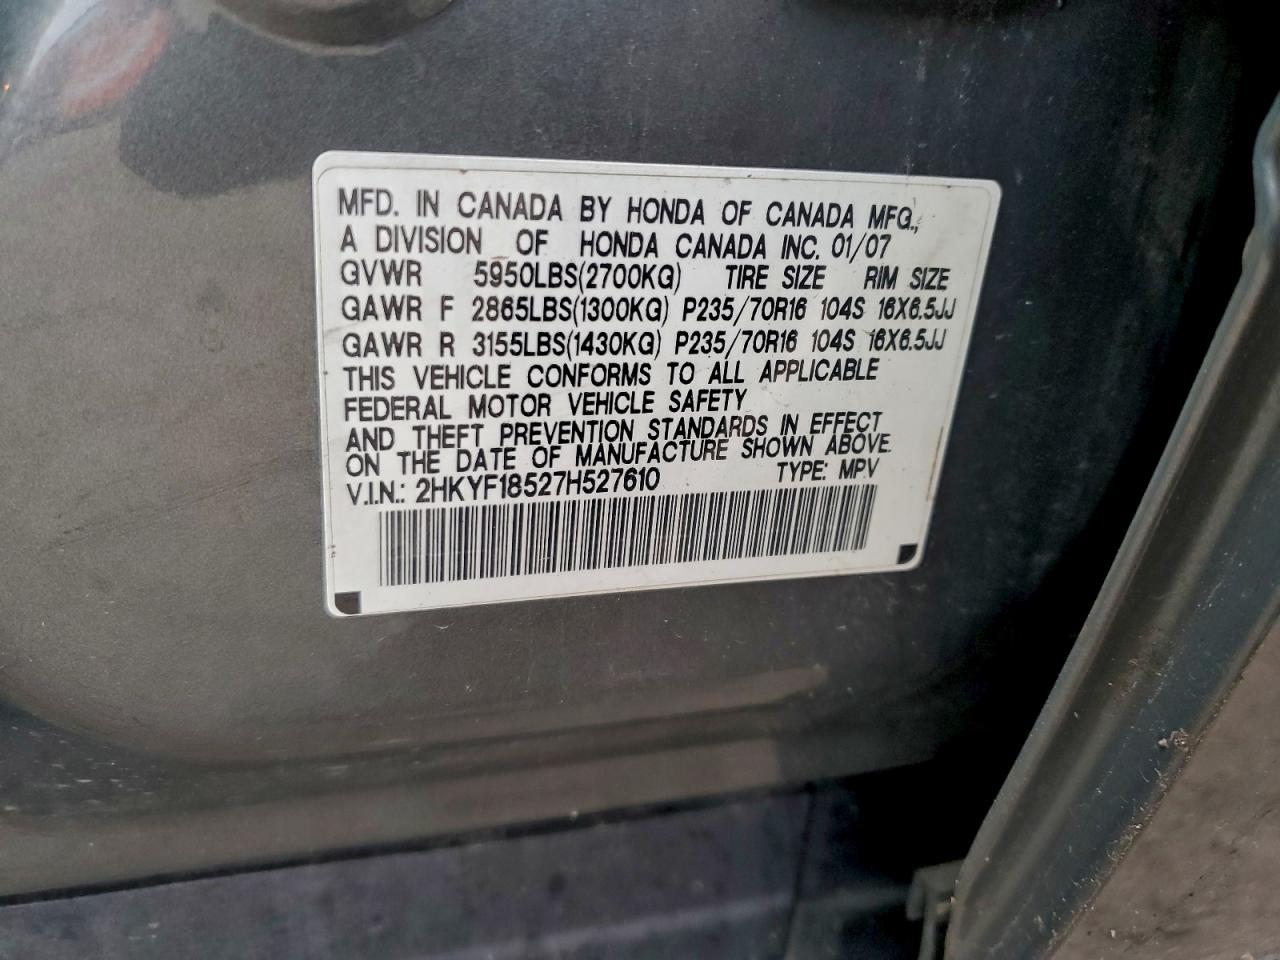 MFD. IN CANADA BY HONDA OF CANADA MFG.,
A DIVISION OF HONDA CANADA INC. 01/07
GVWR 5950LBS(2700KG) TIRE SIZE RIM SIZE
GAWR F 2865LBS(1300KG) P235/70R16 104S 16X6.5JJ
GAWR R 3155LBS(1430KG) P235/70R16 104S 16X6.5JJ
THIS VEHICLE CONFORMS TO ALL APPLICABLE
FEDERAL MOTOR VEHICLE SAFETY
AND THEFT PREVENTION STANDARDS IN EFFECT
ON THE DATE OF MANUFACTURE SHOWN ABOVE.
V.I.N.: 2HKYF18527H527610 TYPE: MPV